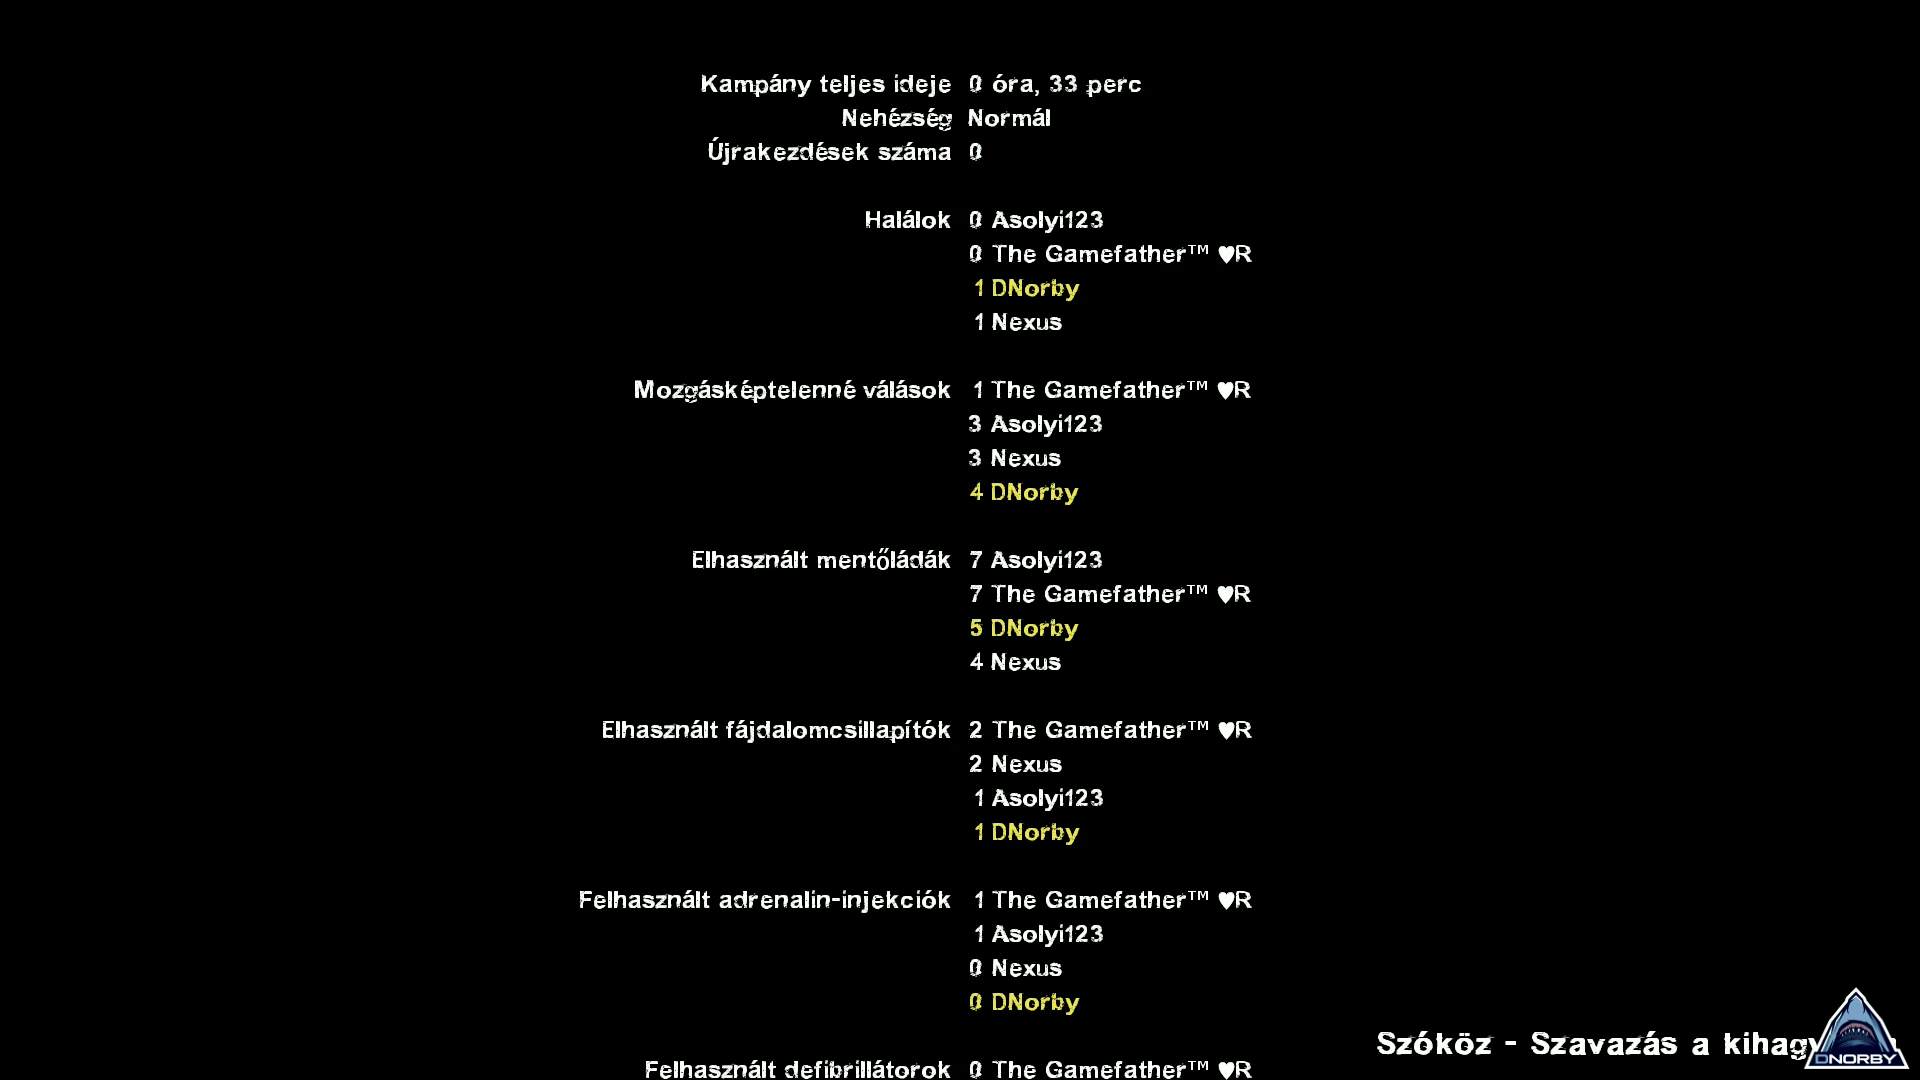 Kampány teljes ideje 0 óra, 33 perc
Nehézség Normál
Újrakezdések száma 0
Halálok 0 Asolyi123
0 The Gamefather™ ♥R
1 DNorby
1 Nexus
Mozgásképtelenné válások 1 The Gamefather™ ♥R
3 Asolyi123
3 Nexus
4 DNorby
Elhasznált mentőládák 7 Asolyi123
7 The Gamefather™ ♥R
5 DNorby
4 Nexus
Elhasznált fájdalomcsillapítók 2 The Gamefather™ ♥R
2 Nexus
1 Asolyi123
1 DNorby
Felhasznált adrenalin-injekciók 1 The Gamefather™ ♥R
1 Asolyi123
0 Nexus
0 DNorby
Szóköz - Szavazás a
DNORBY
Felhasznált defibrillátorok 0 The Gamefather™ ♥R